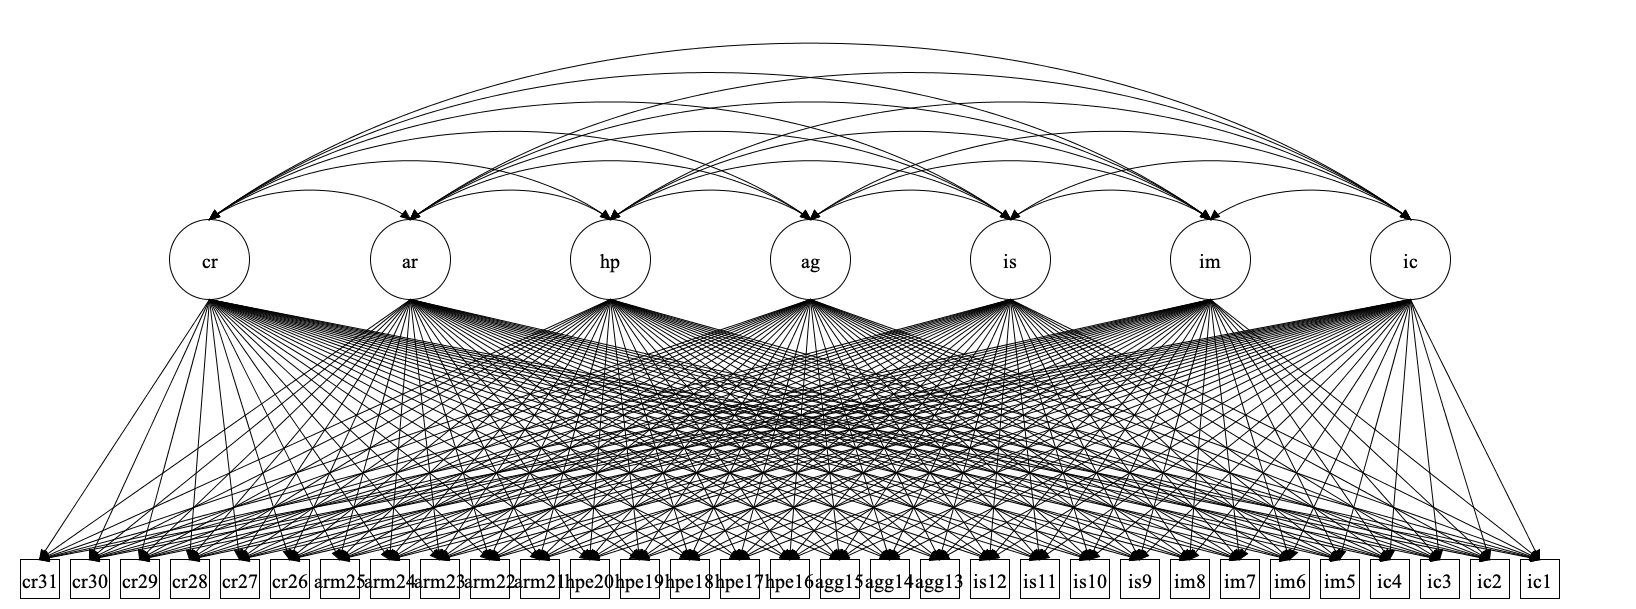 cr ar hp ag is im ic
cr31 cr30 cr29 cr28 cr27 cr26 arm25 arm24 arm23 arm22 arm21 hpe20 hpe19 hpe18 hpe17 hpe16 agg15 agg14 agg13 is12 is11 is10 is9 im8 im7 im6 im5 ic4 ic3 ic2 ic1